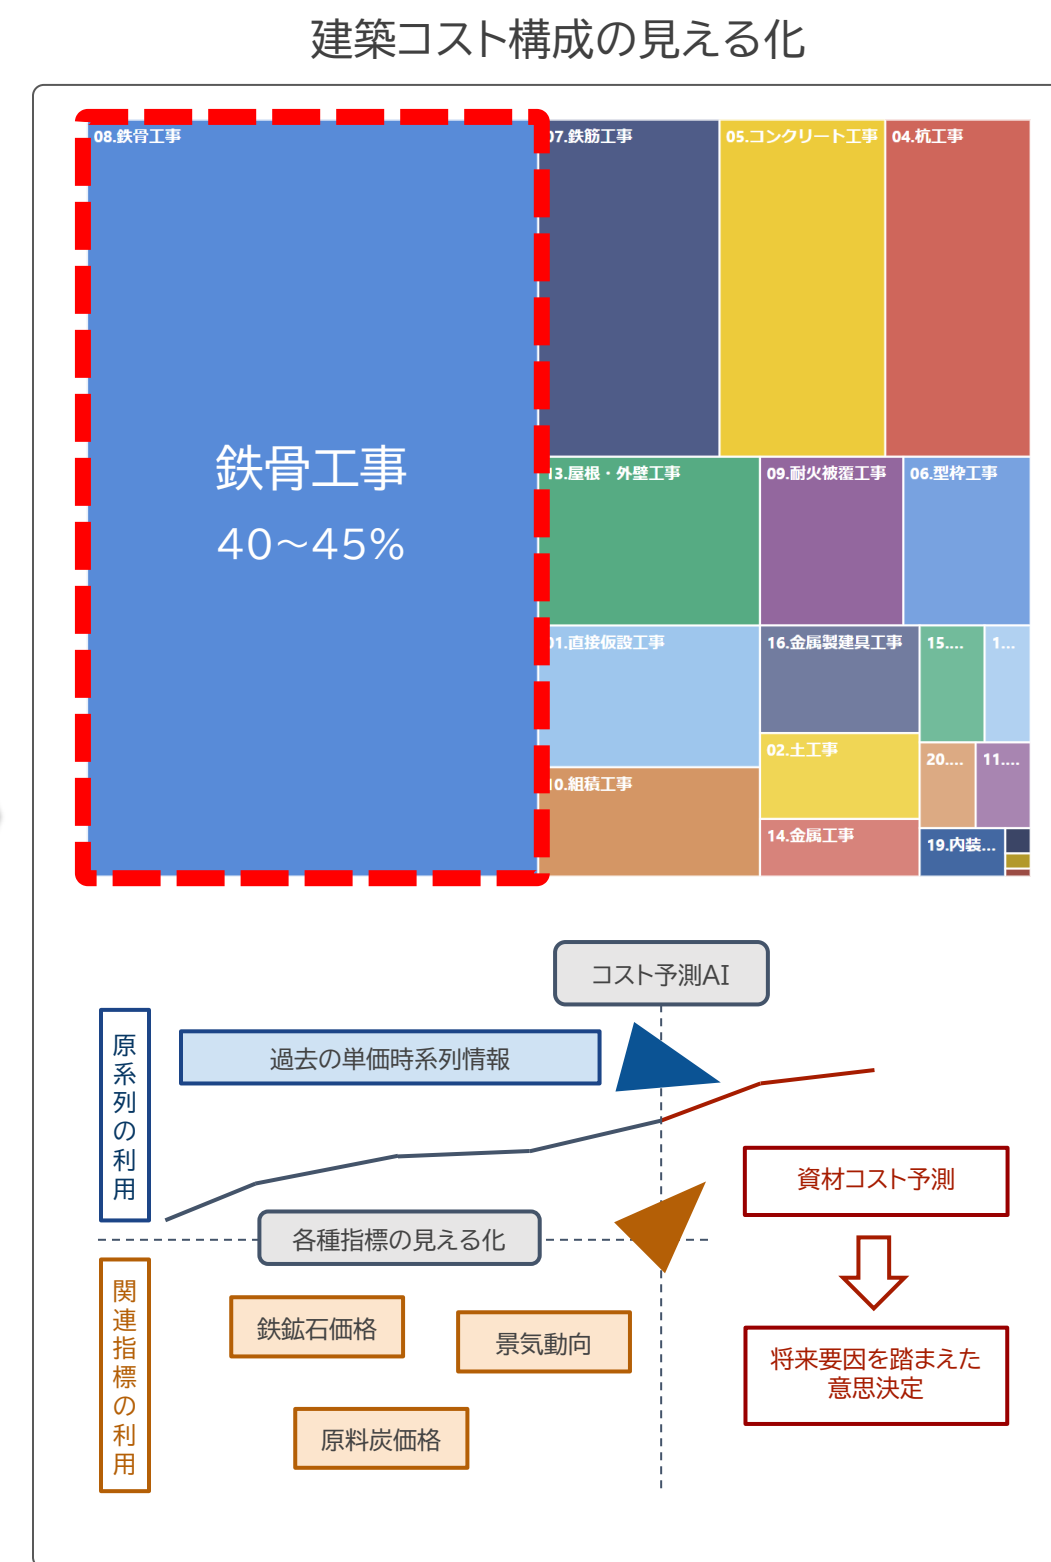 建築コスト構成の見える化
08.鉄骨工事
鉄骨工事
40～45%
07.鉄筋工事
05.コンクリート工事
04.杭工事
13.屋根・外壁工事
09.耐火被覆工事
06.型枠工事
01.直接仮設工事
16.金属製建具工事
15....
1...
02.土工事
20....
11....
10.組積工事
14.金属工事
19.内装...
コスト予測AI
原系列の利用
過去の単価時系列情報
資材コスト予測
各種指標の見える化
関連指標の利用
鉄鉱石価格
景気動向
原料炭価格
将来要因を踏まえた
意思決定